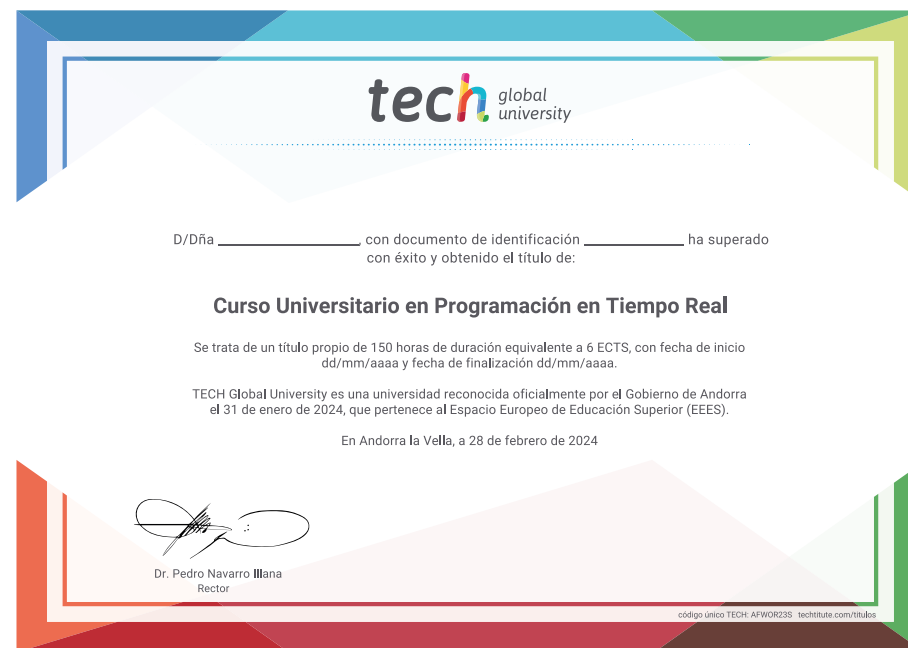 tech global university
D/Dña ____________________, con documento de identificación ______________ ha superado
con éxito y obtenido el título de:
Curso Universitario en Programación en Tiempo Real
Se trata de un título propio de 150 horas de duración equivalente a 6 ECTS, con fecha de inicio
dd/mm/aaaa y fecha de finalización dd/mm/aaaa.
TECH Global University es una universidad reconocida oficialmente por el Gobierno de Andorra
el 31 de enero de 2024, que pertenece al Espacio Europeo de Educación Superior (EEES).
En Andorra la Vella, a 28 de febrero de 2024
Dr. Pedro Navarro Illana
Rector
código único TECH: AFWOR23S techtitute.com/titulos